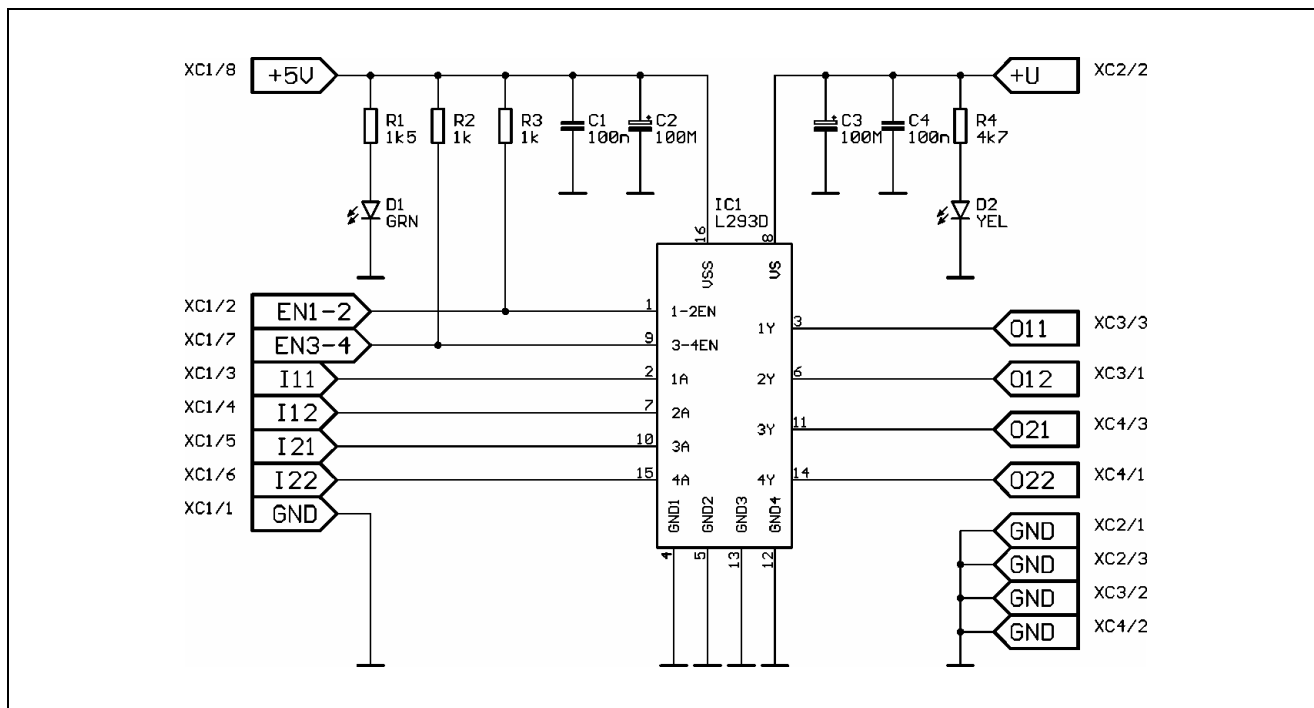 XC1/8 +5V
+U XC2/2
R1
1k5
R2
1k
R3
1k
C1
100n
+
C2
100M
+
C3
100M
C4
100n
R4
4k7
D1
GRN
D2
YEL
IC1
L293D
16
8
VSS
VS
XC1/2 EN1-2
1 1-2EN
XC1/7 EN3-4
9 3-4EN
XC1/3 I11
2 1A
XC1/4 I12
7 2A
XC1/5 I21
10 3A
XC1/6 I22
15 4A
XC1/1 GND
1Y 3
O11 XC3/3
2Y 6
O12 XC3/1
3Y 11
O21 XC4/3
4Y 14
O22 XC4/1
GND1
GND2
GND3
GND4
4
5
13
12
GND XC2/1
GND XC2/3
GND XC3/2
GND XC4/2